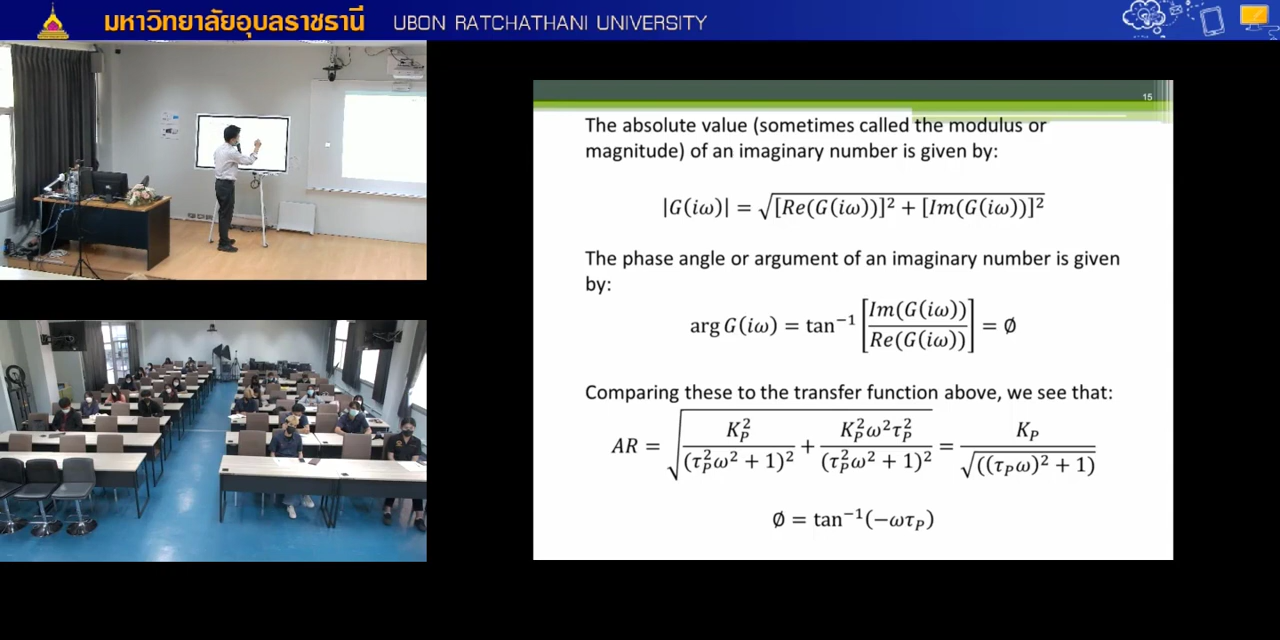 มหาวิทยาลัยอุบลราชธานี UBON RATCHATHANI UNIVERSITY
15
The absolute value (sometimes called the modulus or
magnitude) of an imaginary number is given by:
|G(iω)| = √[Re(G(iω))]² + [Im(G(iω))]²
The phase angle or argument of an imaginary number is given
by:
arg G(iω) = tan⁻¹ [Im(G(iω)) / Re(G(iω))] = ∅
Comparing these to the transfer function above, we see that:
AR = √(K_P² / (τ_P²ω² + 1)² + K_P²ω²τ_P² / (τ_P²ω² + 1)²) = K_P / √((τ_Pω)² + 1)
∅ = tan⁻¹(−ωτ_P)